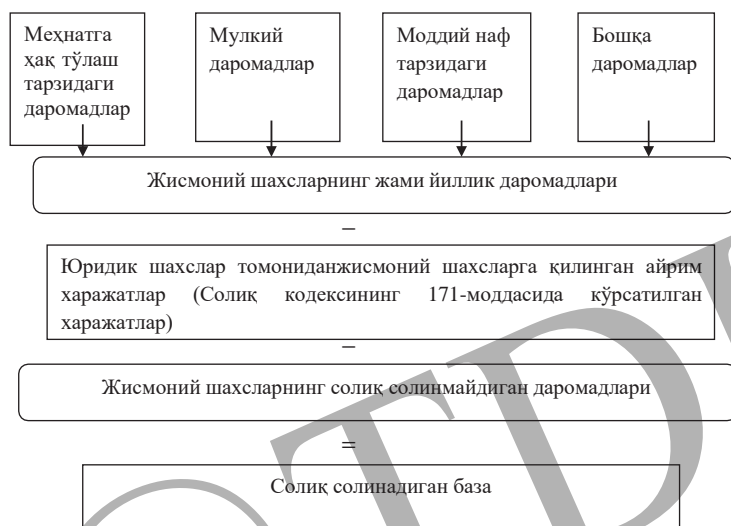 Меҳнатга
ҳақ тўлаш
тарзидаги
даромадлар
Мулкий
даромадлар
Моддий наф
тарзидаги
даромадлар
Бошқа
даромадлар
Жисмоний шахсларнинг жами йиллик даромадлари
–
Юридик шахслар томониданжисмоний шахсларга қилинган айрим
харажатлар (Солиқ кодексининг 171-моддасида кўрсатилган
харажатлар)
–
Жисмоний шахсларнинг солиқ солинмайдиган даромадлари
=
Солиқ солинадиган база